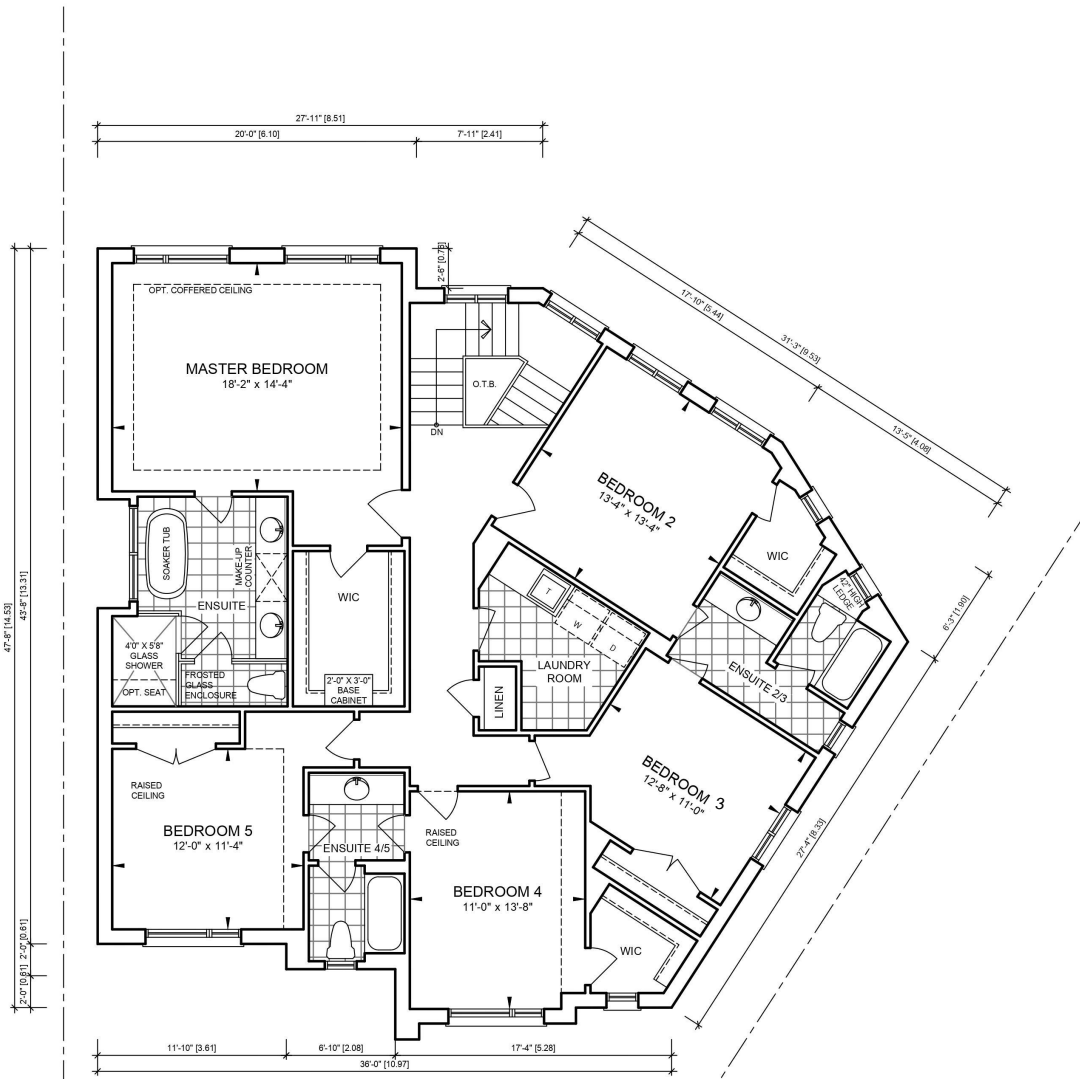 27'-11" [8.51]
20'-0" [6.10]
7'-11" [2.41]
2'-6" [0.76]
17'-10" [5.44]
31'-3" [9.53]
13'-5" [4.08]
OPT. COFFERED CEILING
MASTER BEDROOM
18'-2" x 14'-4"
O.T.B.
DN
BEDROOM 2
13'-4" x 13'-4"
WIC
42" HIGH
LEDGE
6'-3" [1.90]
47'-8" [14.53]
43'-8" [13.31]
SOAKER TUB
MAKE-UP
COUNTER
ENSUITE
WIC
T
W
D
LAUNDRY
ROOM
ENSUITE 2/3
4'0" X 5'8"
GLASS
SHOWER
OPT. SEAT
FROSTED
GLASS
ENCLOSURE
2'-0" X 3'-0"
BASE
CABINET
LINEN
BEDROOM 3
12'-8" x 11'-0"
27'-4" [8.33]
RAISED
CEILING
BEDROOM 5
12'-0" x 11'-4"
ENSUITE 4/5
RAISED
CEILING
BEDROOM 4
11'-0" x 13'-8"
WIC
2'-0" [0.61]
2'-0" [0.61]
11'-10" [3.61]
6'-10" [2.08]
17'-4" [5.28]
36'-0" [10.97]